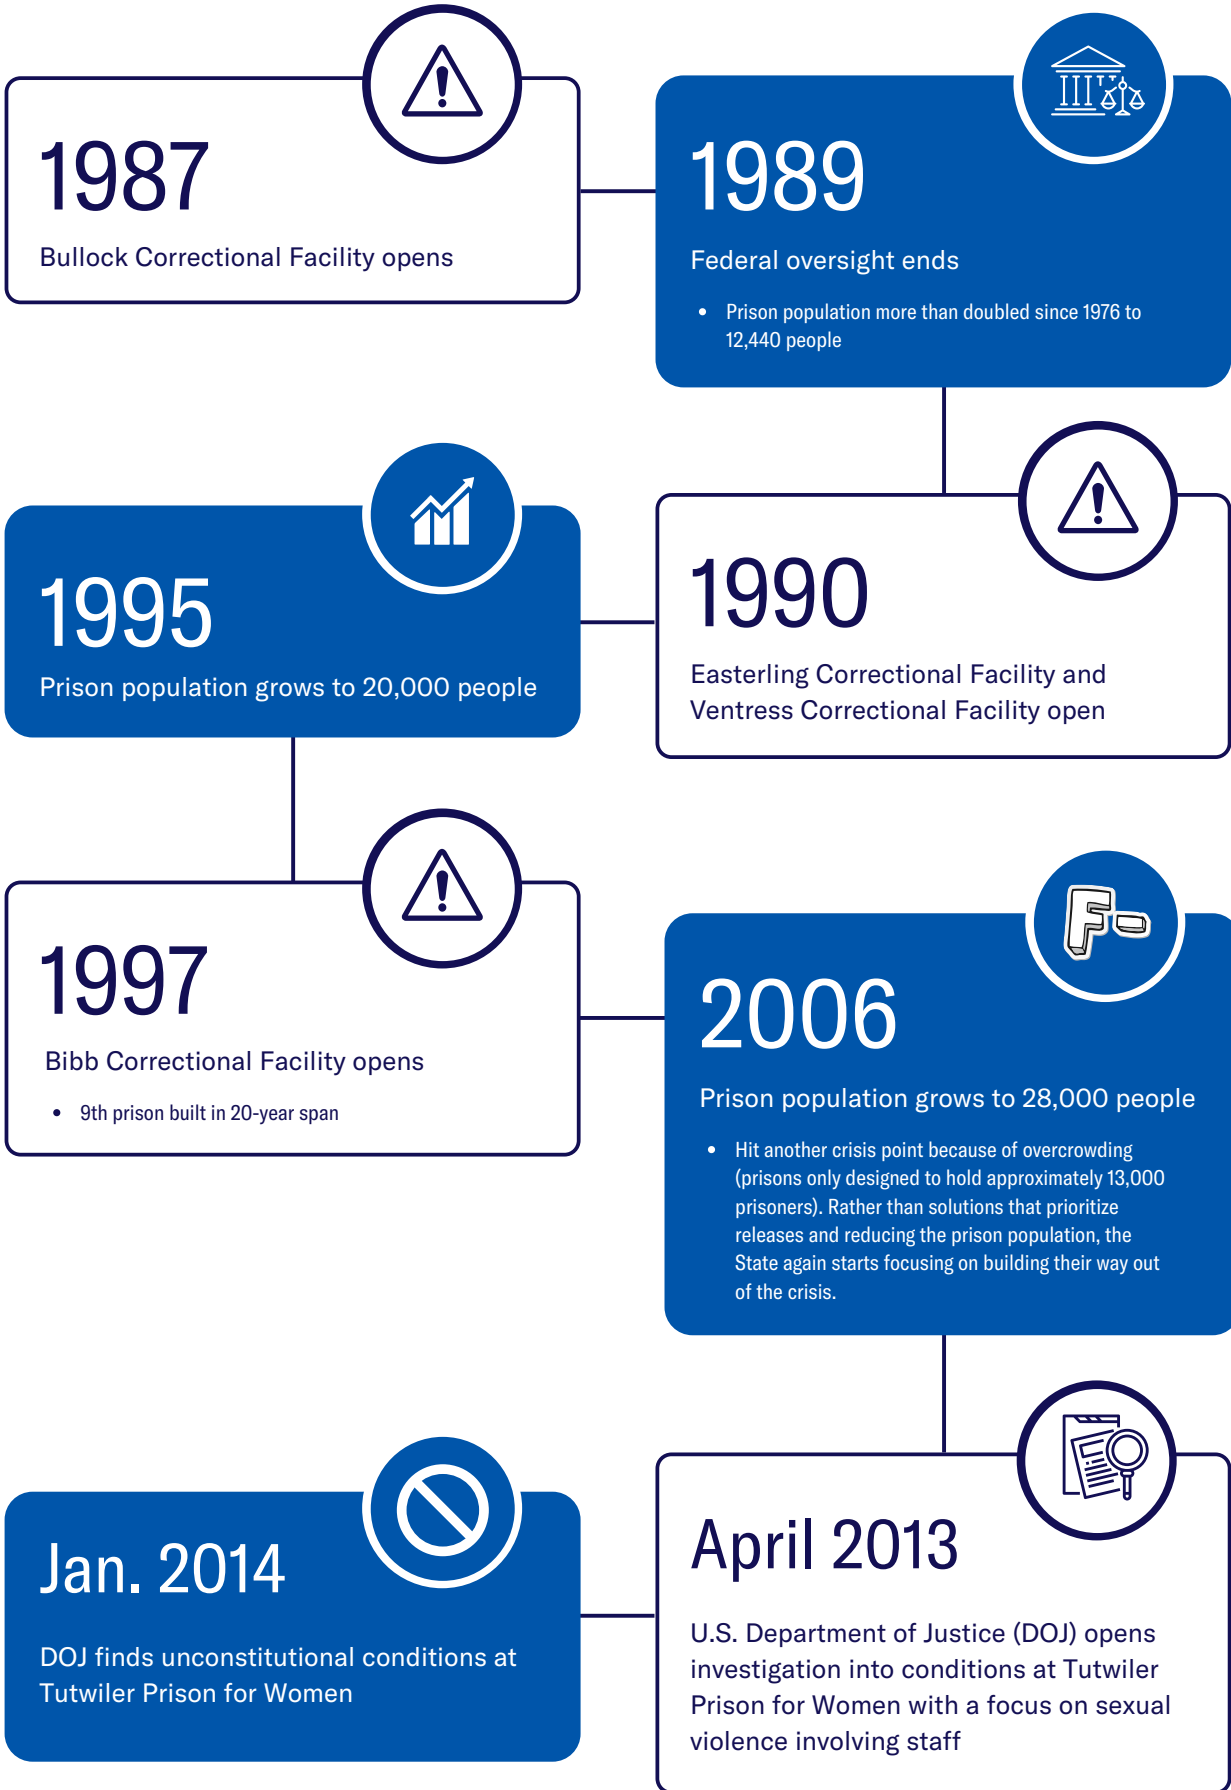 1987
Bullock Correctional Facility opens
1989
Federal oversight ends
• Prison population more than doubled since 1976 to
12,440 people
1990
Easterling Correctional Facility and
Ventress Correctional Facility open
1995
Prison population grows to 20,000 people
1997
Bibb Correctional Facility opens
• 9th prison built in 20-year span
F-
2006
Prison population grows to 28,000 people
• Hit another crisis point because of overcrowding
(prisons only designed to hold approximately 13,000
prisoners). Rather than solutions that prioritize
releases and reducing the prison population, the
State again starts focusing on building their way out
of the crisis.
April 2013
U.S. Department of Justice (DOJ) opens
investigation into conditions at Tutwiler
Prison for Women with a focus on sexual
violence involving staff
Jan. 2014
DOJ finds unconstitutional conditions at
Tutwiler Prison for Women